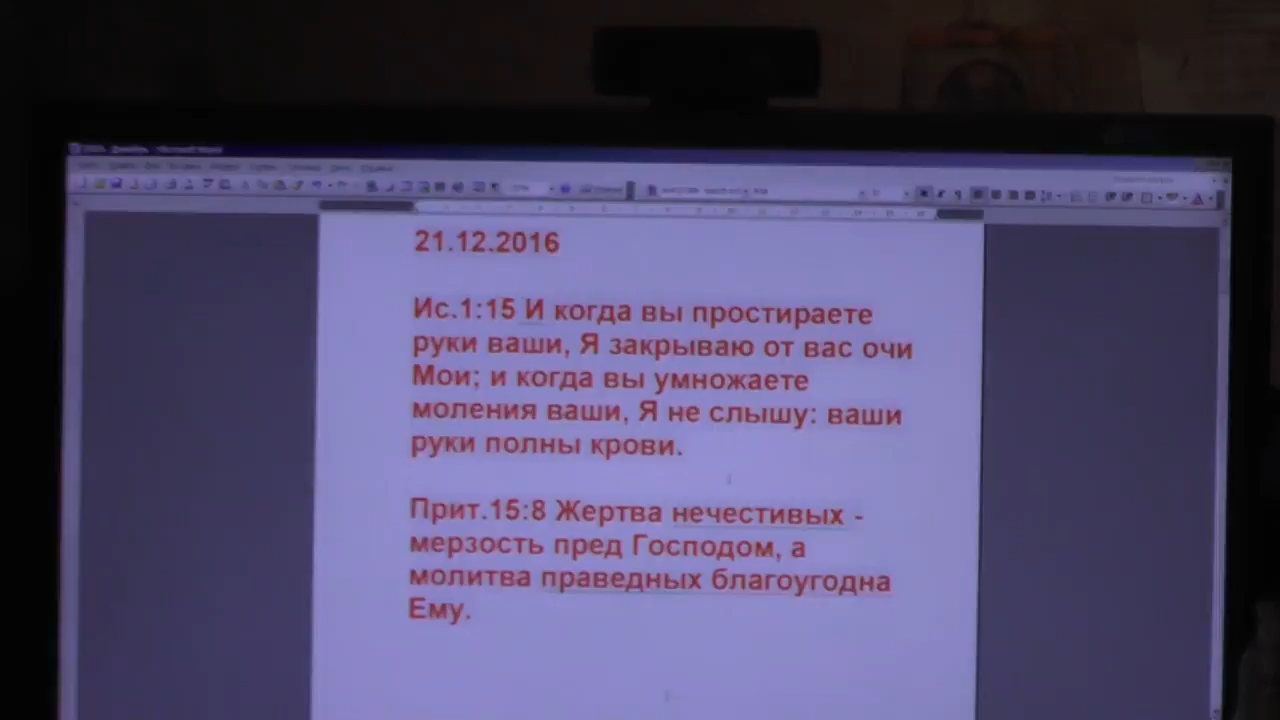 21.12.2016
Ис.1:15 И когда вы простираете
руки ваши, Я закрываю от вас очи
Мои; и когда вы умножаете
моления ваши, Я не слышу: ваши
руки полны крови.
Прит.15:8 Жертва нечестивых -
мерзость пред Господом, а
молитва праведных благоугодна
Ему.